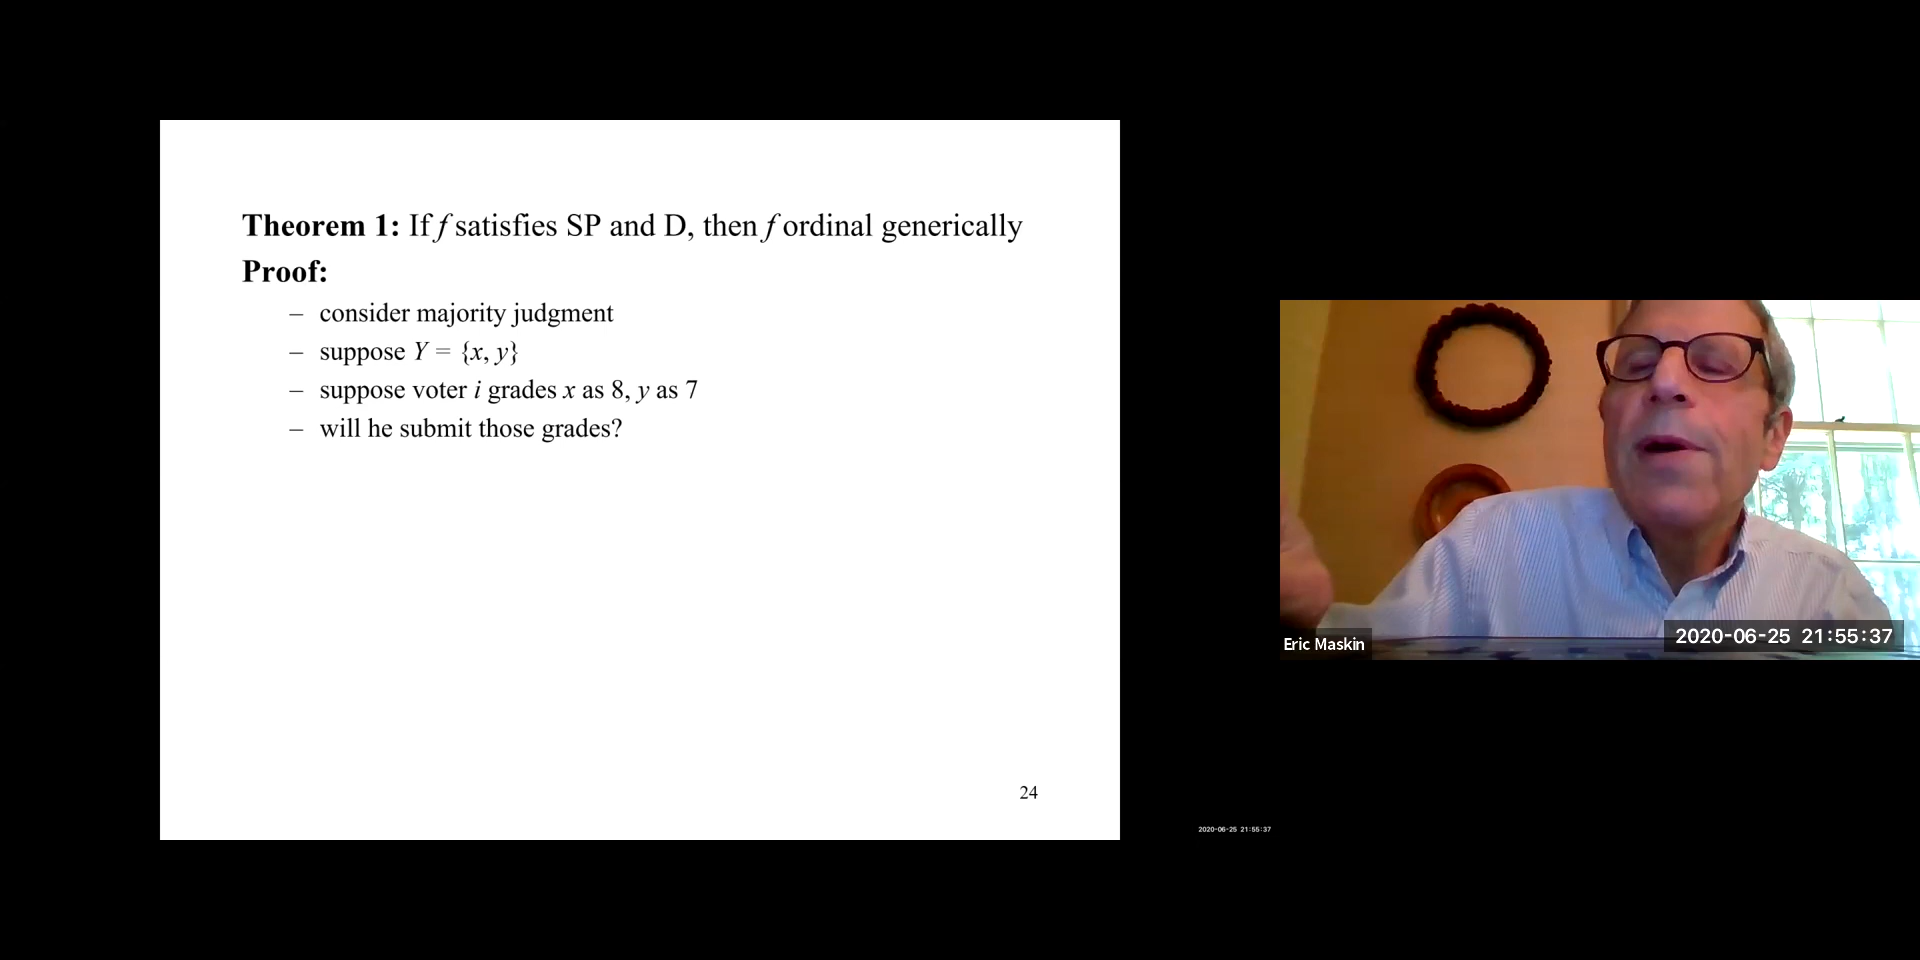 Theorem 1: If f satisfies SP and D, then f ordinal generically
Proof:
– consider majority judgment
– suppose Y = {x, y}
– suppose voter i grades x as 8, y as 7
– will he submit those grades?
24
Eric Maskin
2020-06-25 21:55:37
2020-06-25 21:55:37